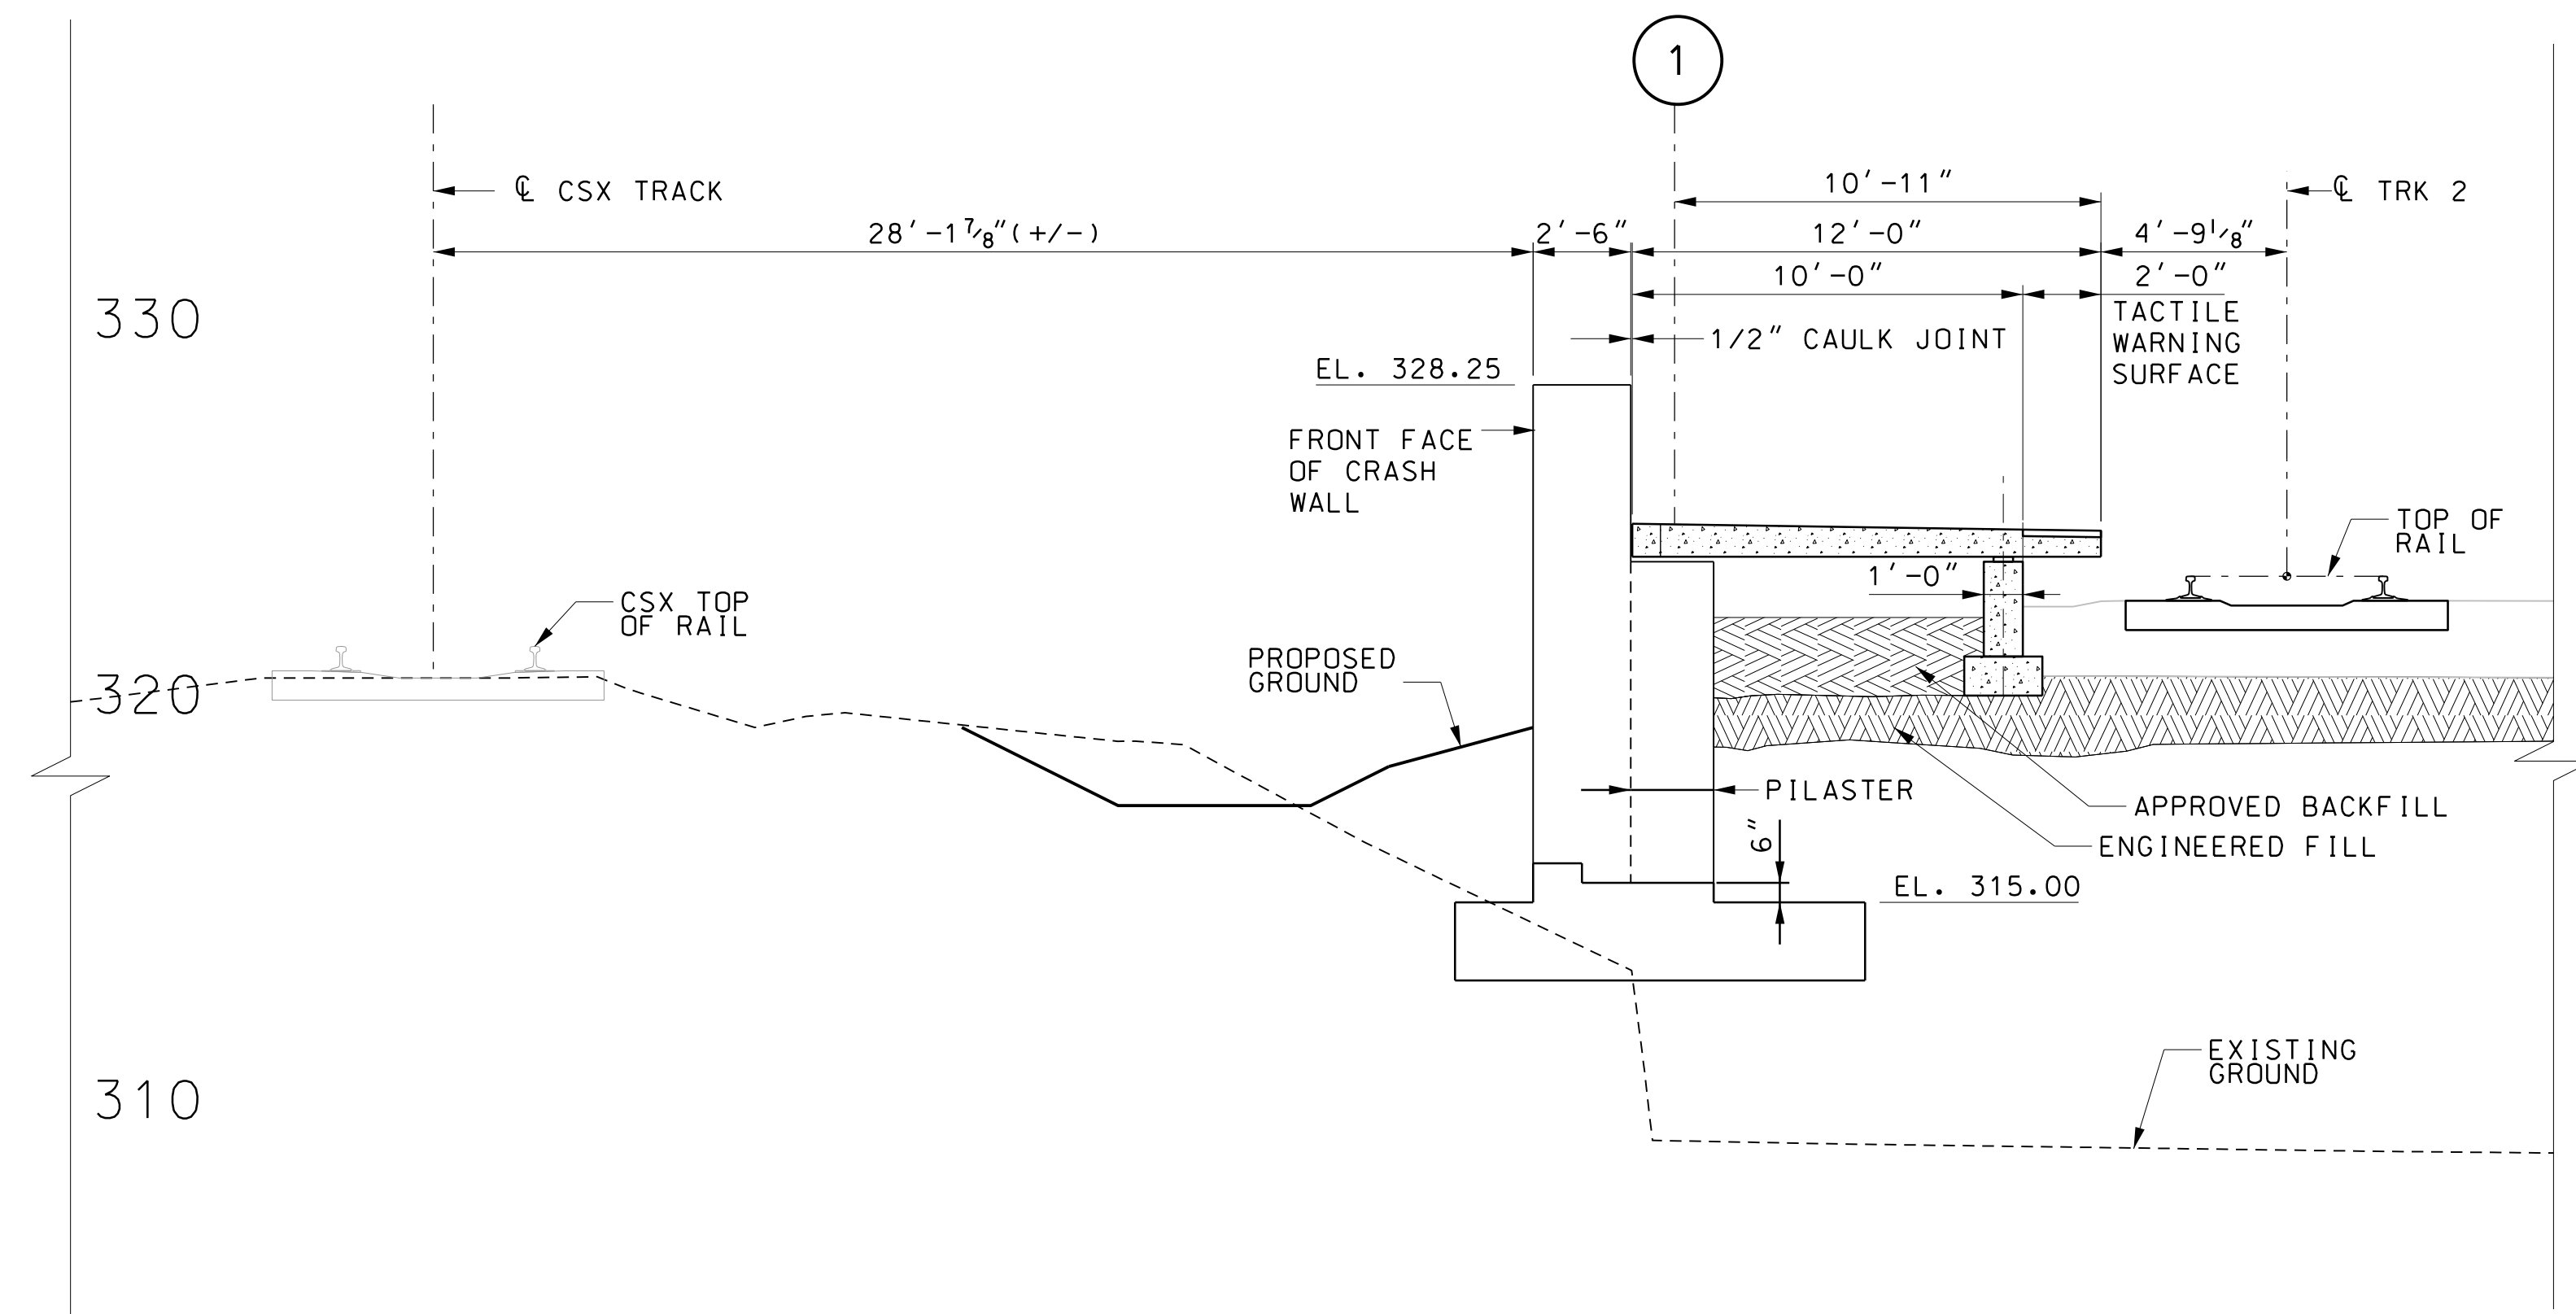 1
℄ CSX TRACK
10'-11"
℄ TRK 2
28'-1⅞"(+/-)
2'-6"
12'-0"
4'-9⅛"
10'-0"
2'-0"
TACTILE
WARNING
SURFACE
330
1/2" CAULK JOINT
EL. 328.25
FRONT FACE
OF CRASH
WALL
TOP OF
RAIL
1'-0"
CSX TOP
OF RAIL
PROPOSED
GROUND
320
PILASTER
APPROVED BACKFILL
6"
ENGINEERED FILL
EL. 315.00
EXISTING
GROUND
310